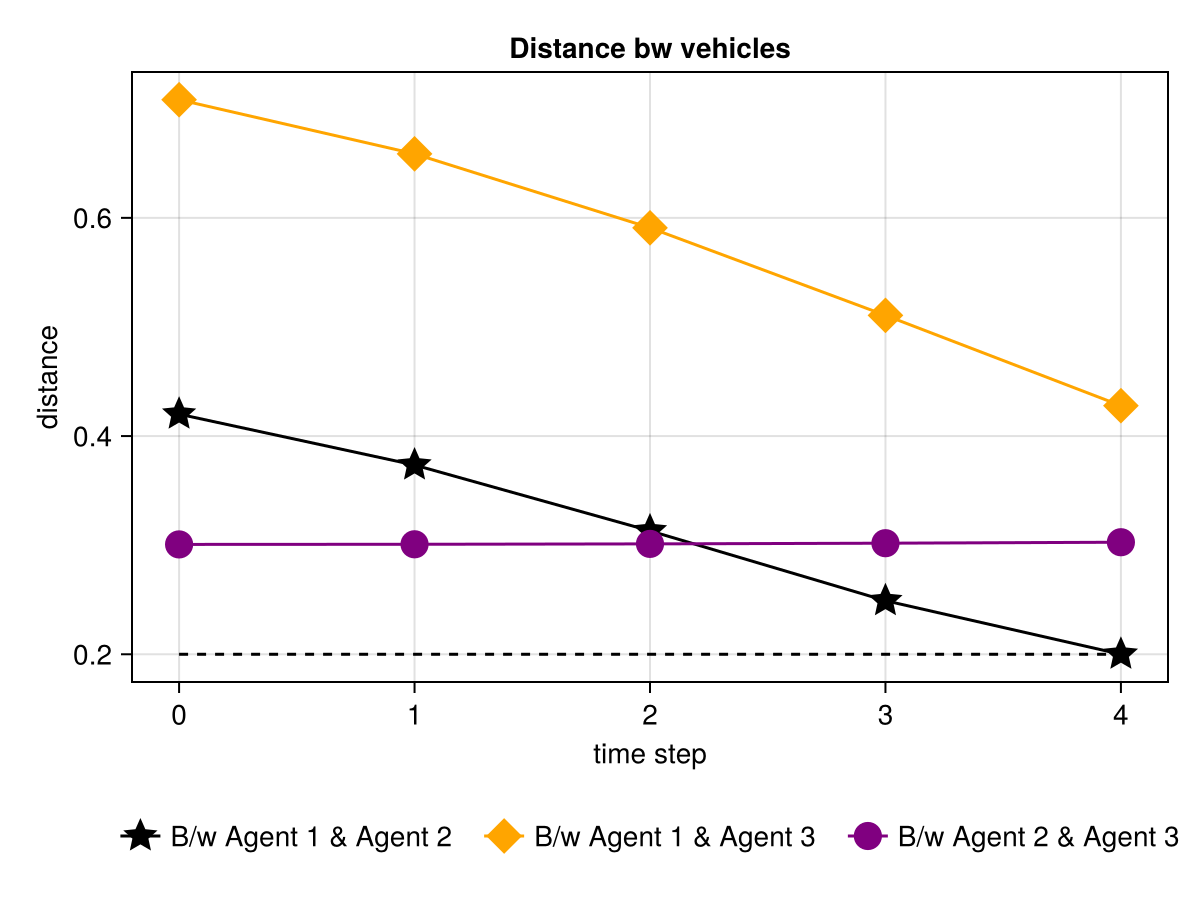 Distance bw vehicles
distance
0.6
0.4
0.2
0 1 2 3 4
time step
B/w Agent 1 & Agent 2 B/w Agent 1 & Agent 3 B/w Agent 2 & Agent 3